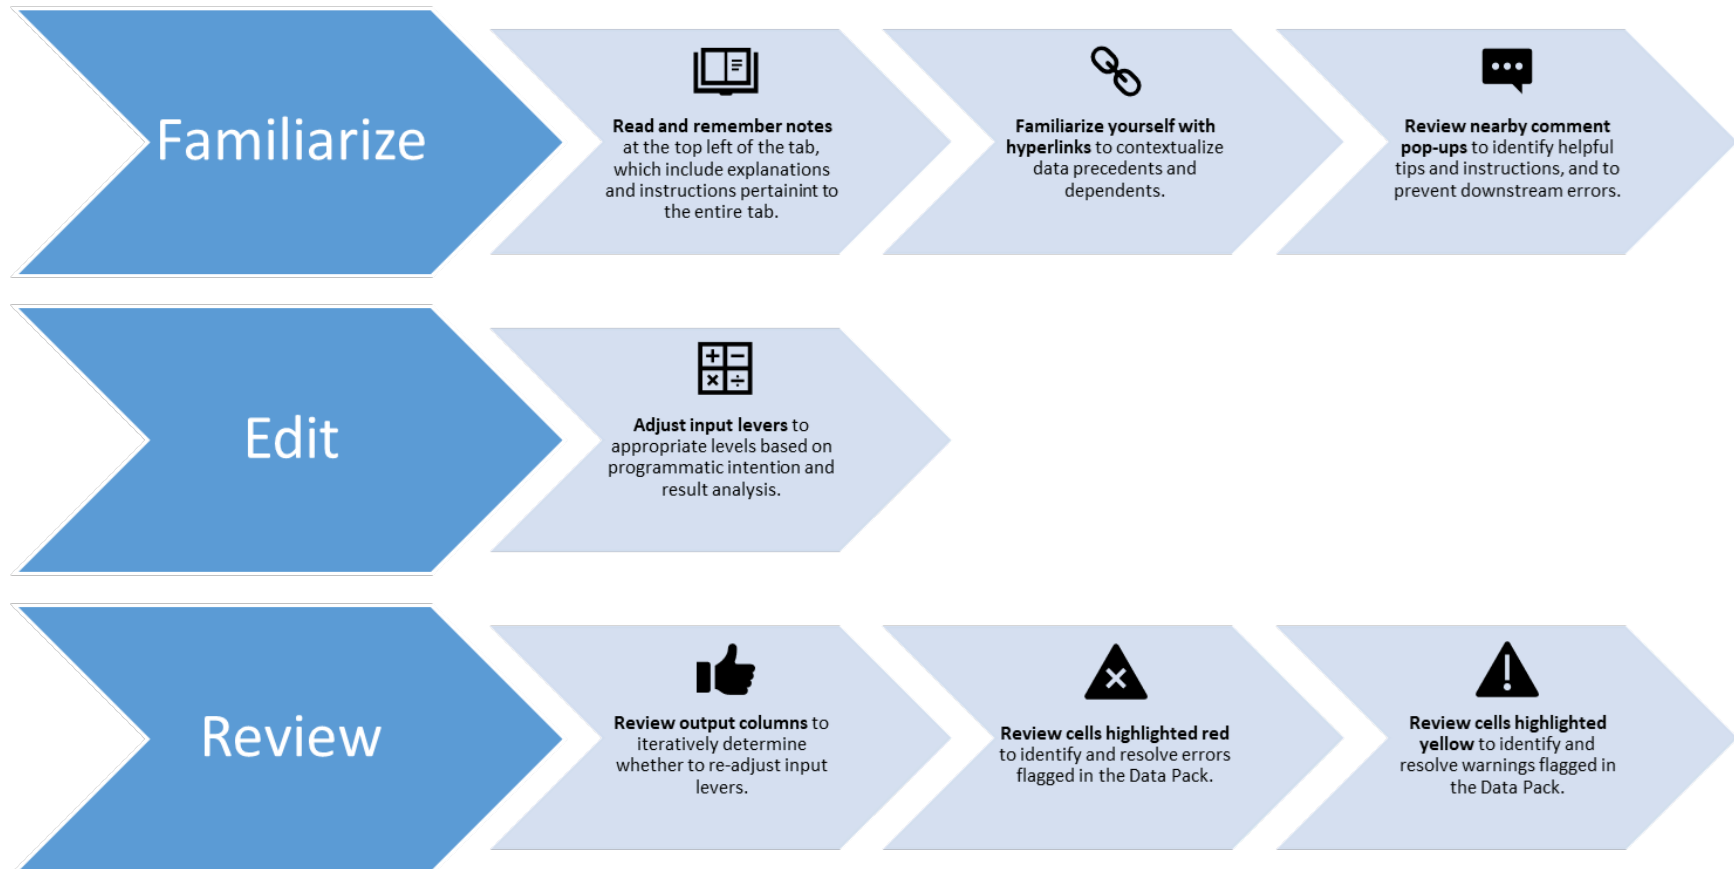 Familiarize
Read and remember notes
at the top left of the tab,
which include explanations
and instructions pertainint to
the entire tab.
Familiarize yourself with
hyperlinks to contextualize
data precedents and
dependents.
Review nearby comment
pop-ups to identify helpful
tips and instructions, and to
prevent downstream errors.
Edit
Adjust input levers to
appropriate levels based on
programmatic intention and
result analysis.
Review
Review output columns to
iteratively determine
whether to re-adjust input
levers.
Review cells highlighted red
to identify and resolve errors
flagged in the Data Pack.
Review cells highlighted
yellow to identify and
resolve warnings flagged in
the Data Pack.